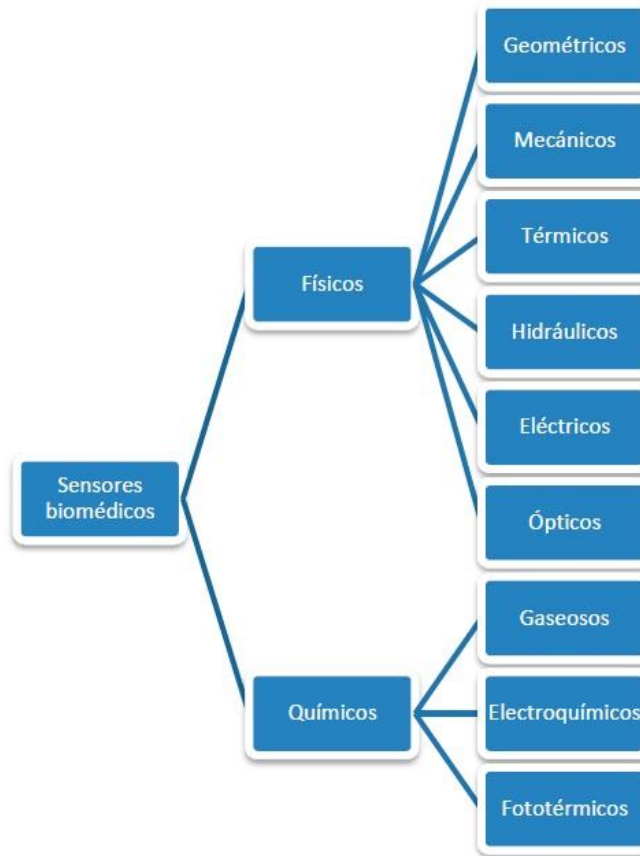 Geométricos
Mecánicos
Térmicos
Físicos
Hidráulicos
Eléctricos
Sensores
biomédicos
Ópticos
Gaseosos
Químicos
Electroquímicos
Fototérmicos